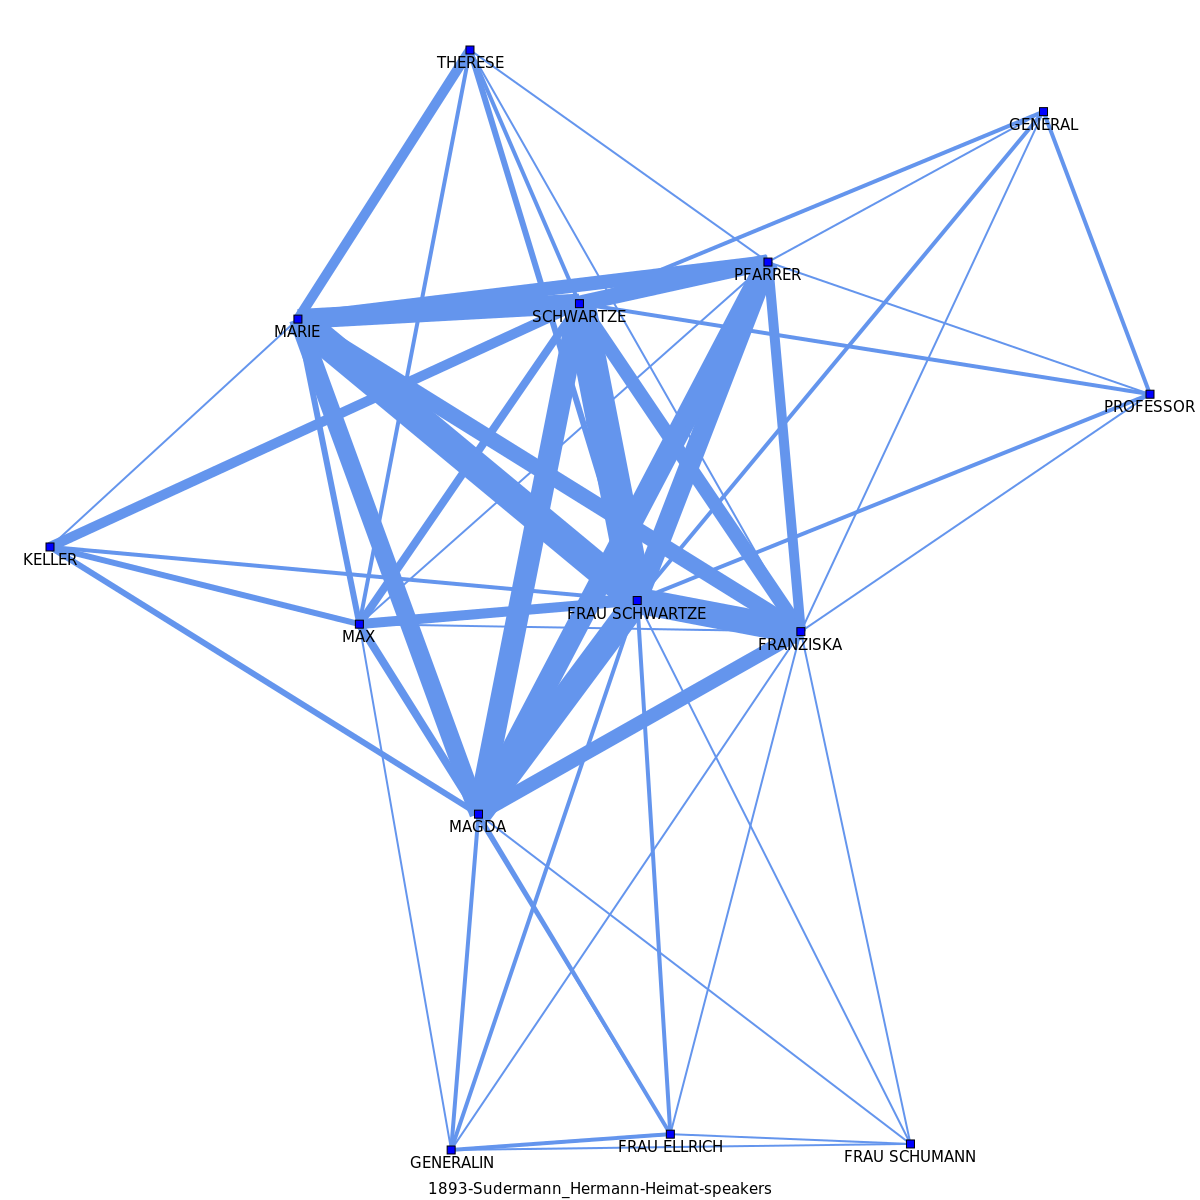 THERESE
GENERAL
PFARRER
SCHWARTZE
MARIE
PROFESSOR
KELLER
FRAU SCHWARTZE
MAX
FRANZISKA
MAGDA
FRAU ELLRICH
FRAU SCHUMANN
GENERALIN
1893-Sudermann_Hermann-Heimat-speakers